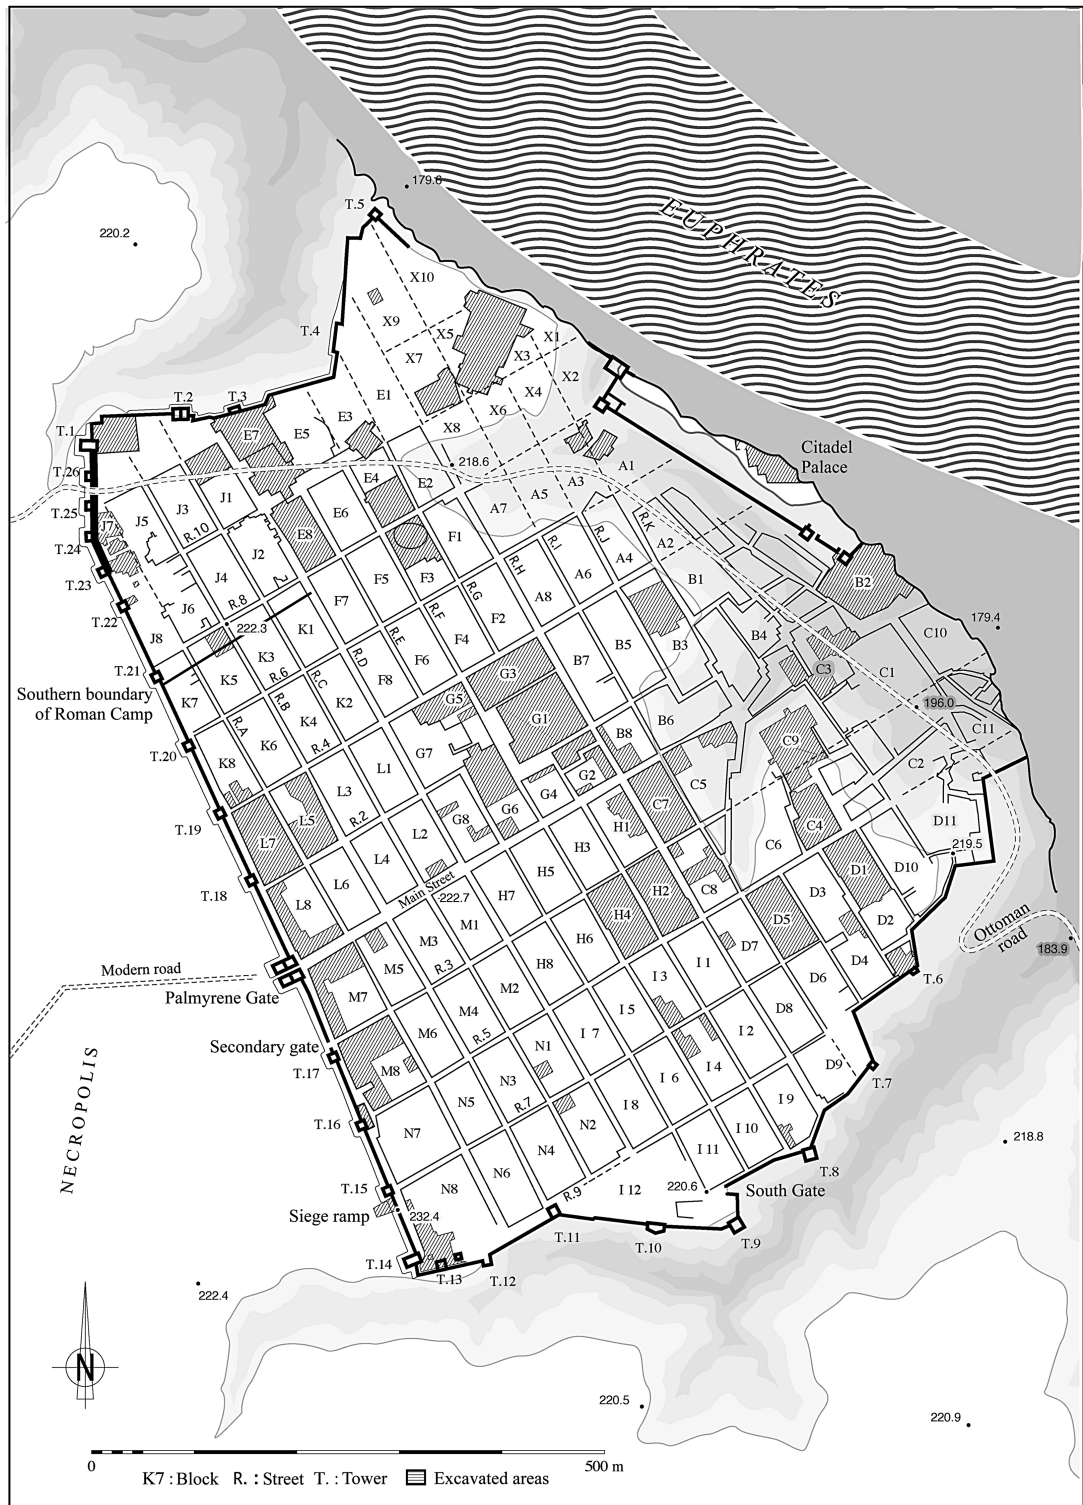 EUPHRATES
179.8
T.5
220.2
X10
X9
T.4
X5
X1
X7
X3
X2
E1
X4
T.2
T.3
X6
E3
E7
E5
X8
T.1
Citadel
Palace
218.6
A1
T.26
E4
E2
A3
J1
A5
J3
A7
T.25
E6
J5
J7
R.10
R.K
E8
F1
R.I
R.J
A2
T.24
J2
A4
R.H
J4
F5
F3
A6
B1
B2
T.23
R.8
R.G
A8
J6
F7
R.F
F2
179.4
T.22
222.3
K1
R.E
F4
B4
C10
J8
B5
B3
K3
R.D
F6
B7
T.21
R.6
R.C
F8
G3
C3
C1
K5
Southern boundary
of Roman Camp
K7
R.B
K2
G5
196.0
K4
G1
B6
R.A
C11
K6
R.4
B8
C9
T.20
G7
K8
L1
C2
G2
C5
L3
G4
C7
L5
R.2
G6
T.19
G8
H1
C4
D11
L7
L2
H3
C6
219.5
L4
H5
D1
D10
L6
Main Street
H2
C8
D3
T.18
222.7
H7
L8
M1
H4
D5
D2
M3
H6
D7
Ottoman
road
M5
R.3
H8
I 1
D4
183.9
Modern road
I 3
D6
T.6
Palmyrene Gate
M7
M2
M4
I 5
D8
M6
R.5
I 7
I 2
Secondary gate
N1
T.17
M8
I 4
D9
T.7
N3
I 6
NECROPOLIS
N5
R.7
I 8
I 9
T.16
N7
N2
I 10
218.8
N4
I 11
T.8
N6
T.15
N8
R.9
I 12
220.6
South Gate
Siege ramp
232.4
T.11
T.10
T.9
T.14
T.13
T.12
222.4
N
220.5
220.9
0
500 m
K7 : Block R. : Street T. : Tower Excavated areas